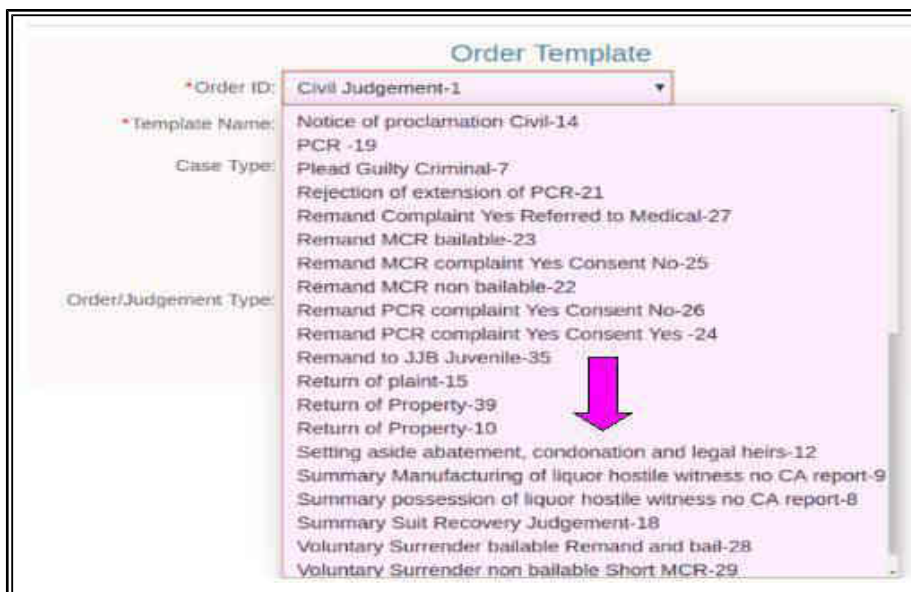 Order Template
*Order ID: Civil Judgement-1
*Template Name: Notice of proclamation Civil-14
PCR -19
Case Type: Plead Guilty Criminal-7
Rejection of extension of PCR-21
Remand Complaint Yes Referred to Medical-27
Remand MCR bailable-23
Remand MCR complaint Yes Consent No-25
Remand MCR non bailable-22
Order/Judgement Type: Remand PCR complaint Yes Consent No-26
Remand PCR complaint Yes Consent Yes -24
Remand to JJB Juvenile-35
Return of plaint-15
Return of Property-39
Return of Property-10
Setting aside abatement, condonation and legal heirs-12
Summary Manufacturing of liquor hostile witness no CA report-9
Summary possession of liquor hostile witness no CA report-8
Summary Suit Recovery Judgement-18
Voluntary Surrender bailable Remand and bail-28
Voluntary Surrender non bailable Short MCR-29